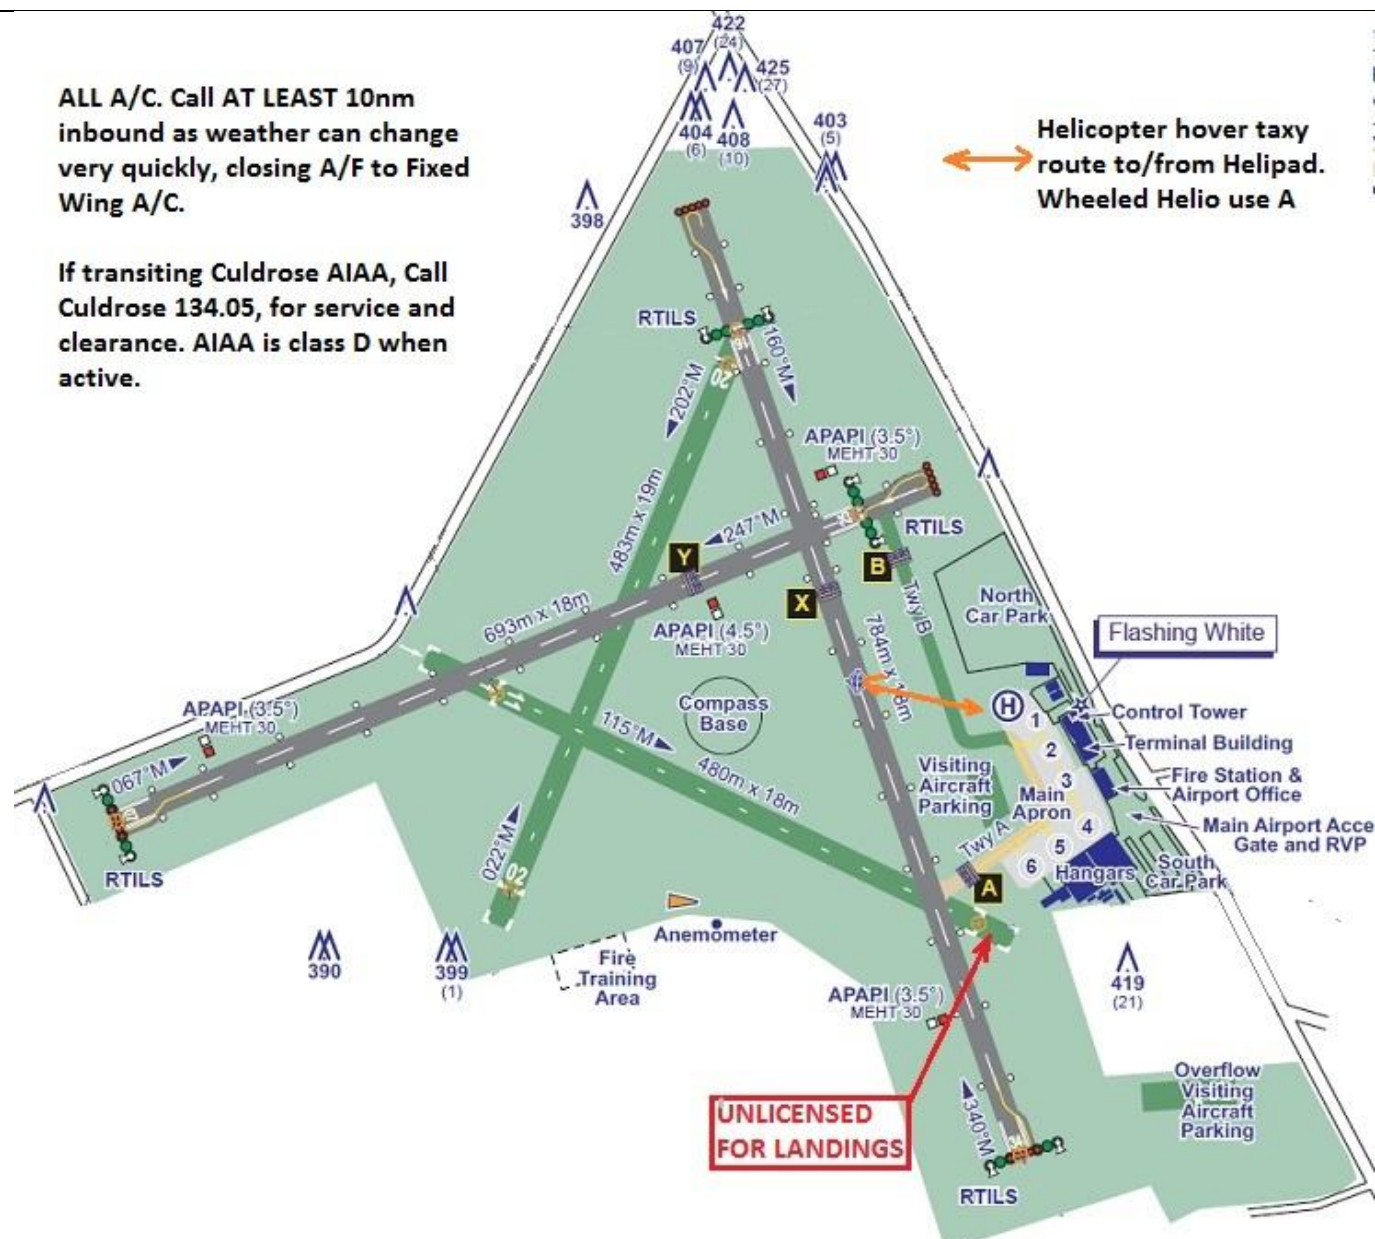 422
(24)
407
(9)
425
(27)
404
(6)
408
(10)
403
(5)
398
ALL A/C. Call AT LEAST 10nm
inbound as weather can change
very quickly, closing A/F to Fixed
Wing A/C.
If transiting Culdrose AIAA, Call
Culdrose 134.05, for service and
clearance. AIAA is class D when
active.
Helicopter hover taxy
route to/from Helipad.
Wheeled Helio use A
RTILS
16
160°M
20
202°M
APAPI (3.5°)
MEHT 30
483m x 19m
247°M
RTILS
Y
B
X
Twy B
North
Car Park
693m x 18m
APAPI (4.5°)
MEHT 30
784m x 18m
Flashing White
APAPI (3.5°)
MEHT 30
Compass
Base
H
1
Control Tower
115°M
2
Terminal Building
067°M
480m x 18m
Visiting
Aircraft
Parking
3
Main
Apron
Fire Station &
Airport Office
4
Main Airport Acce
Gate and RVP
022°M
Twy A
5
6
Hangars
South
Car Park
RTILS
02
A
390
399
(1)
Anemometer
Fire
Training
Area
419
(21)
APAPI (3.5°)
MEHT 30
UNLICENSED
FOR LANDINGS
340°M
34
RTILS
Overflow
Visiting
Aircraft
Parking